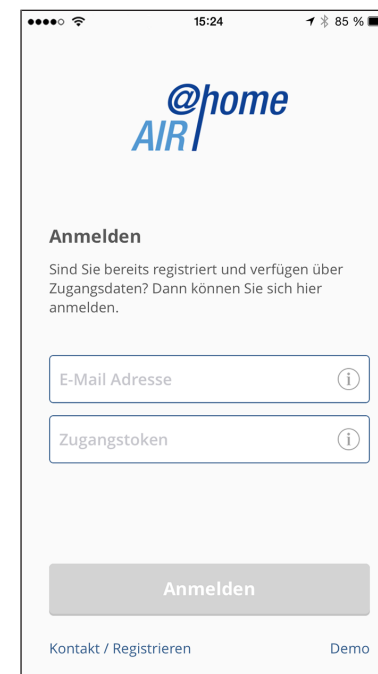 15:24
85 %
@home
AIR
Anmelden
Sind Sie bereits registriert und verfügen über
Zugangsdaten? Dann können Sie sich hier
anmelden.
E-Mail Adresse
Zugangstoken
Anmelden
Kontakt / Registrieren Demo